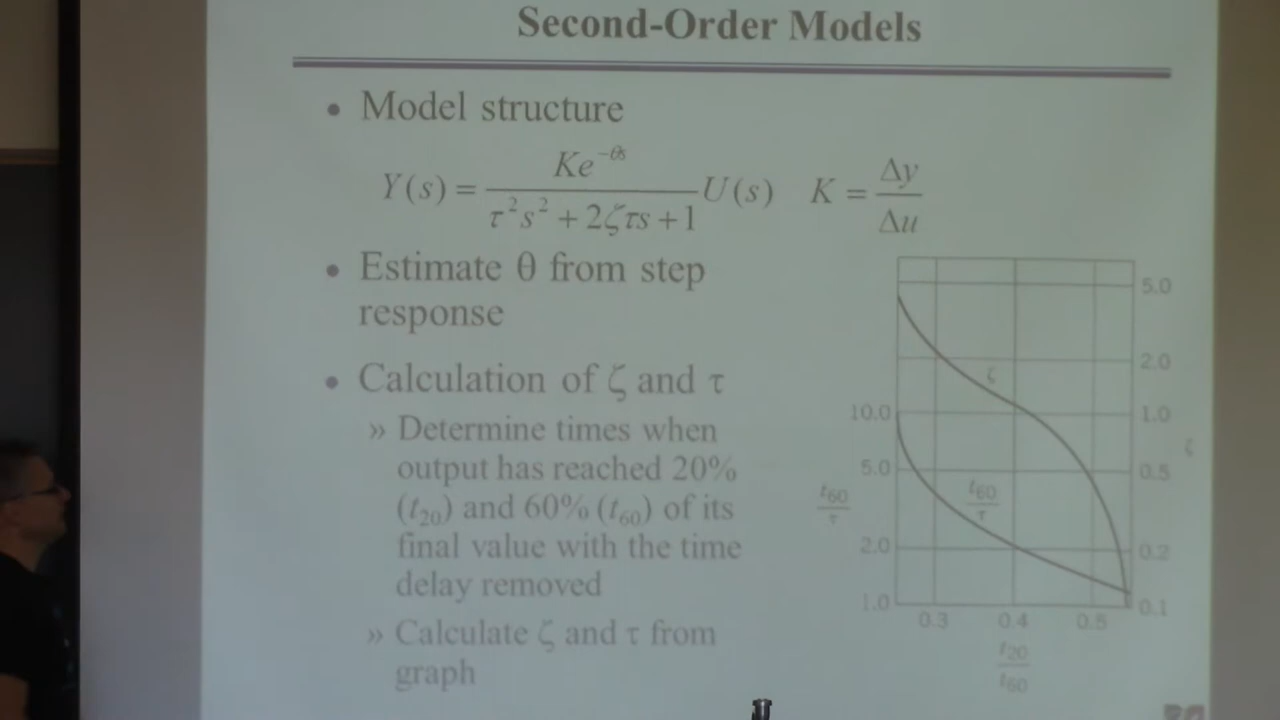 Second-Order Models
• Model structure
Y(s) = Ke^{-θs} / (τ²s² + 2ζτs + 1) U(s)   K = Δy / Δu
• Estimate θ from step
response
• Calculation of ζ and τ
» Determine times when
output has reached 20%
(t₂₀) and 60% (t₆₀) of its
final value with the time
delay removed
» Calculate ζ and τ from
graph
5.0
2.0
ζ
10.0
1.0
ζ
5.0
0.5
t₆₀/τ
t₆₀/τ
2.0
0.2
1.0
0.1
0.3 0.4 0.5
t₂₀/t₆₀